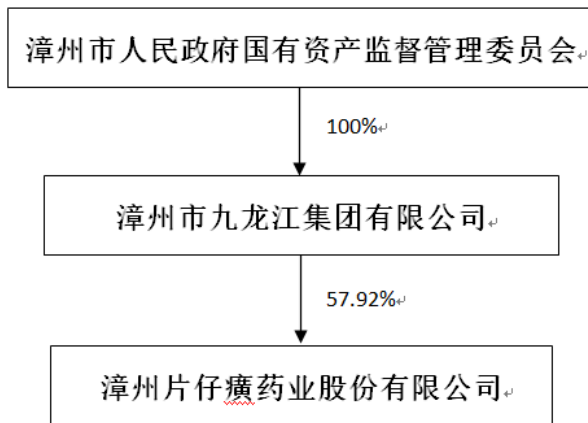 漳州市人民政府国有资产监督管理委员会
100%
漳州市九龙江集团有限公司
57.92%
漳州片仔癀药业股份有限公司